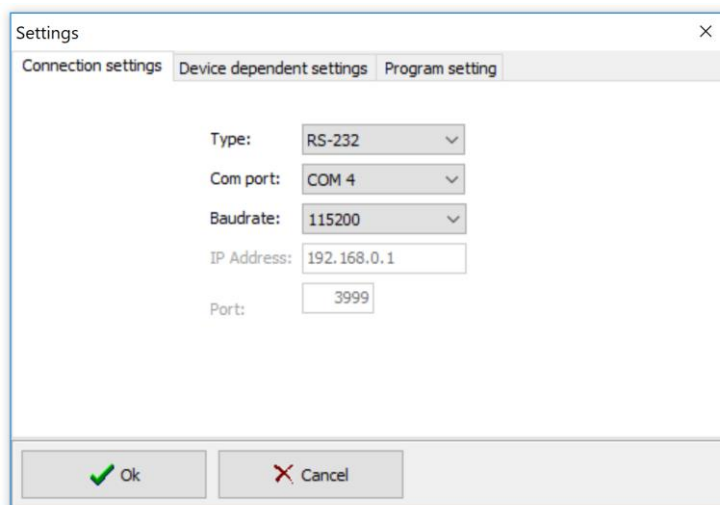 Settings
Connection settings Device dependent settings Program setting
Type: RS-232
Com port: COM 4
Baudrate: 115200
IP Address: 192.168.0.1
Port: 3999
Ok Cancel